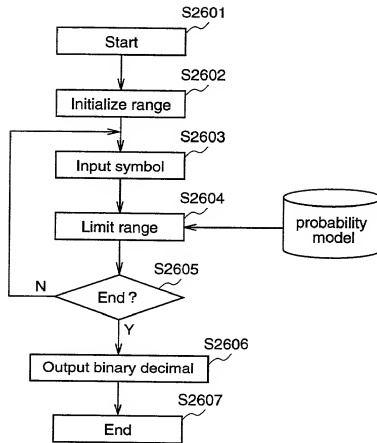 S2601
Start
S2602
Initialize range
S2603
Input symbol
S2604
Limit range
probability
model
S2605
End ?
N
Y
S2606
Output binary decimal
S2607
End